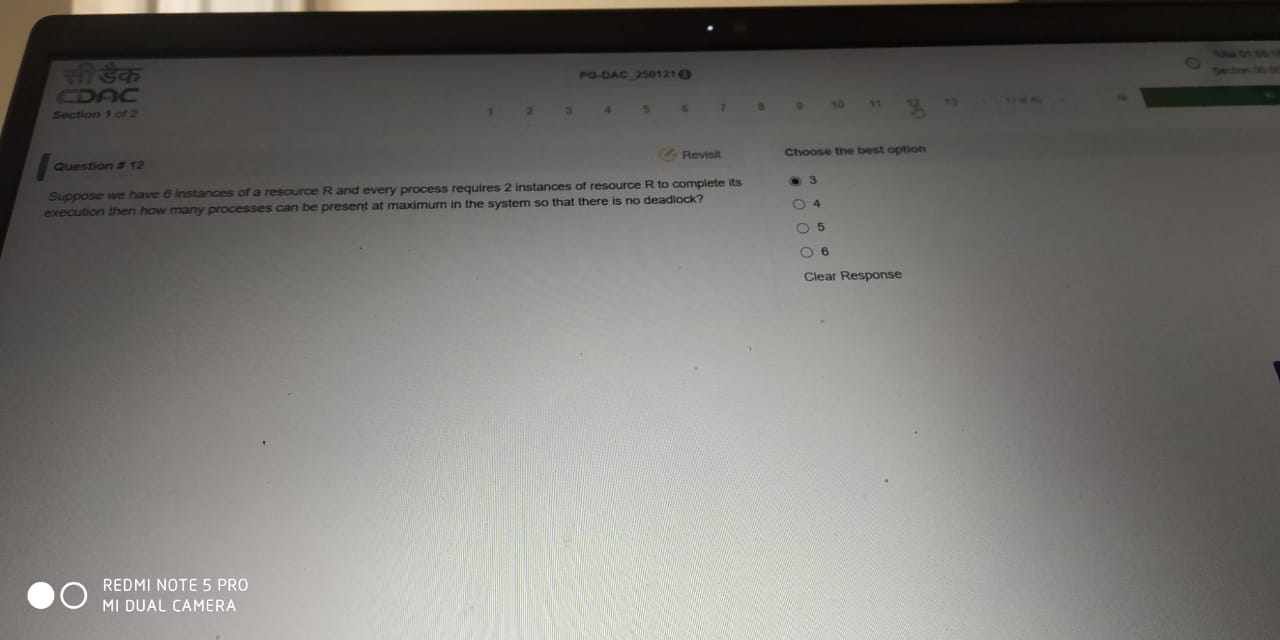 सी डैक
CDAC
Section 1 of 2
PG-DAC_250121
1 2 3 4 5 6 7 8 9 10 11 12 13
Question # 12
Revisit
Suppose we have 6 instances of a resource R and every process requires 2 instances of resource R to complete its
execution then how many processes can be present at maximum in the system so that there is no deadlock?
Choose the best option
3
4
5
6
Clear Response
REDMI NOTE 5 PRO
MI DUAL CAMERA